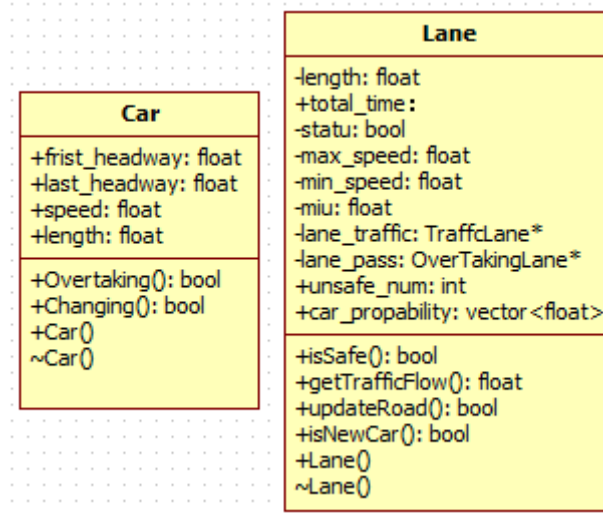 Car
+frist_headway: float
+last_headway: float
+speed: float
+length: float
+Overtaking(): bool
+Changing(): bool
+Car()
~Car()
Lane
-length: float
+total_time:
-statu: bool
-max_speed: float
-min_speed: float
-miu: float
-lane_traffic: TraffcLane*
-lane_pass: OverTakingLane*
+unsafe_num: int
+car_propability: vector<float>
+isSafe(): bool
+getTrafficFlow(): float
+updateRoad(): bool
+isNewCar(): bool
+Lane()
~Lane()